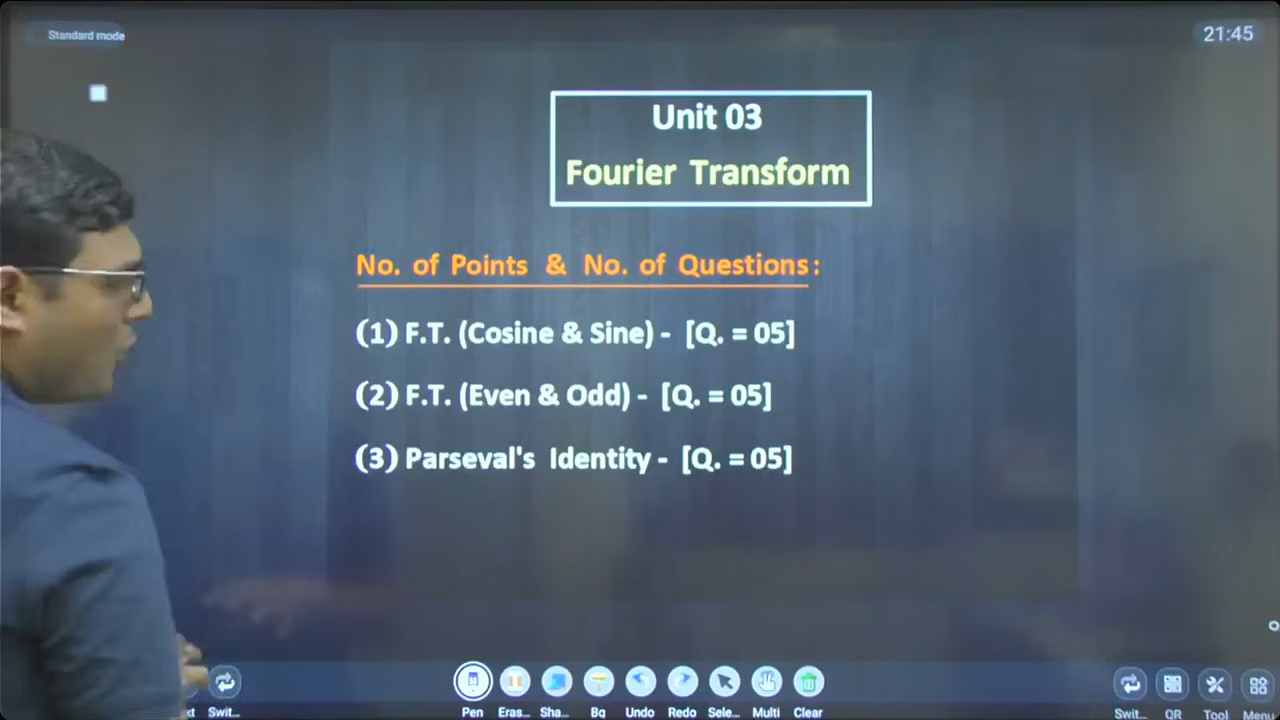 Standard mode
21:45
Unit 03
Fourier Transform
No. of Points & No. of Questions:
(1) F.T. (Cosine & Sine) - [Q. = 05]
(2) F.T. (Even & Odd) - [Q. = 05]
(3) Parseval's Identity - [Q. = 05]
Swit...
Pen
Eras...
Sha...
Bg
Undo
Redo
Sele...
Multi
Clear
Swit...
QR
Tool
Menu